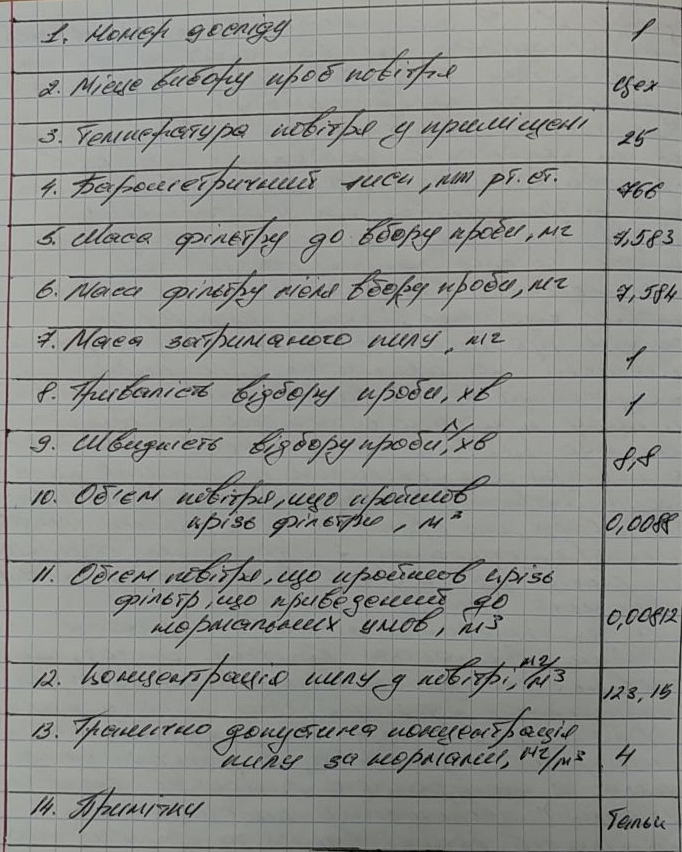 1. Номер досліду 1
2. Місце вибору проб повітря Цех
3. Температура повітря у приміщені 25
4. Барометричний тиск, мм рт. ст. 766
5. Маса фільтру до вбору проби, мг 7,583
6. Маса фільтру після вбору проби, мг 7,584
7. Маса затриманого пилу, мг 1
8. Тривалість відбору проби, хв 1
9. Швидкість відбору проби, л/хв 8,8
10. Об'єм повітря, що пройшов
крізь фільтр, м³ 0,0088
11. Об'єм повітря, що пройшов крізь
фільтр, що приведений до
нормальних умов, м³ 0,00812
12. Концентрація пилу у повітрі, мг/м³ 123,15
13. Гранично допустима концентрація
пилу за нормами, мг/м³ 4
14. Примітки Тальк